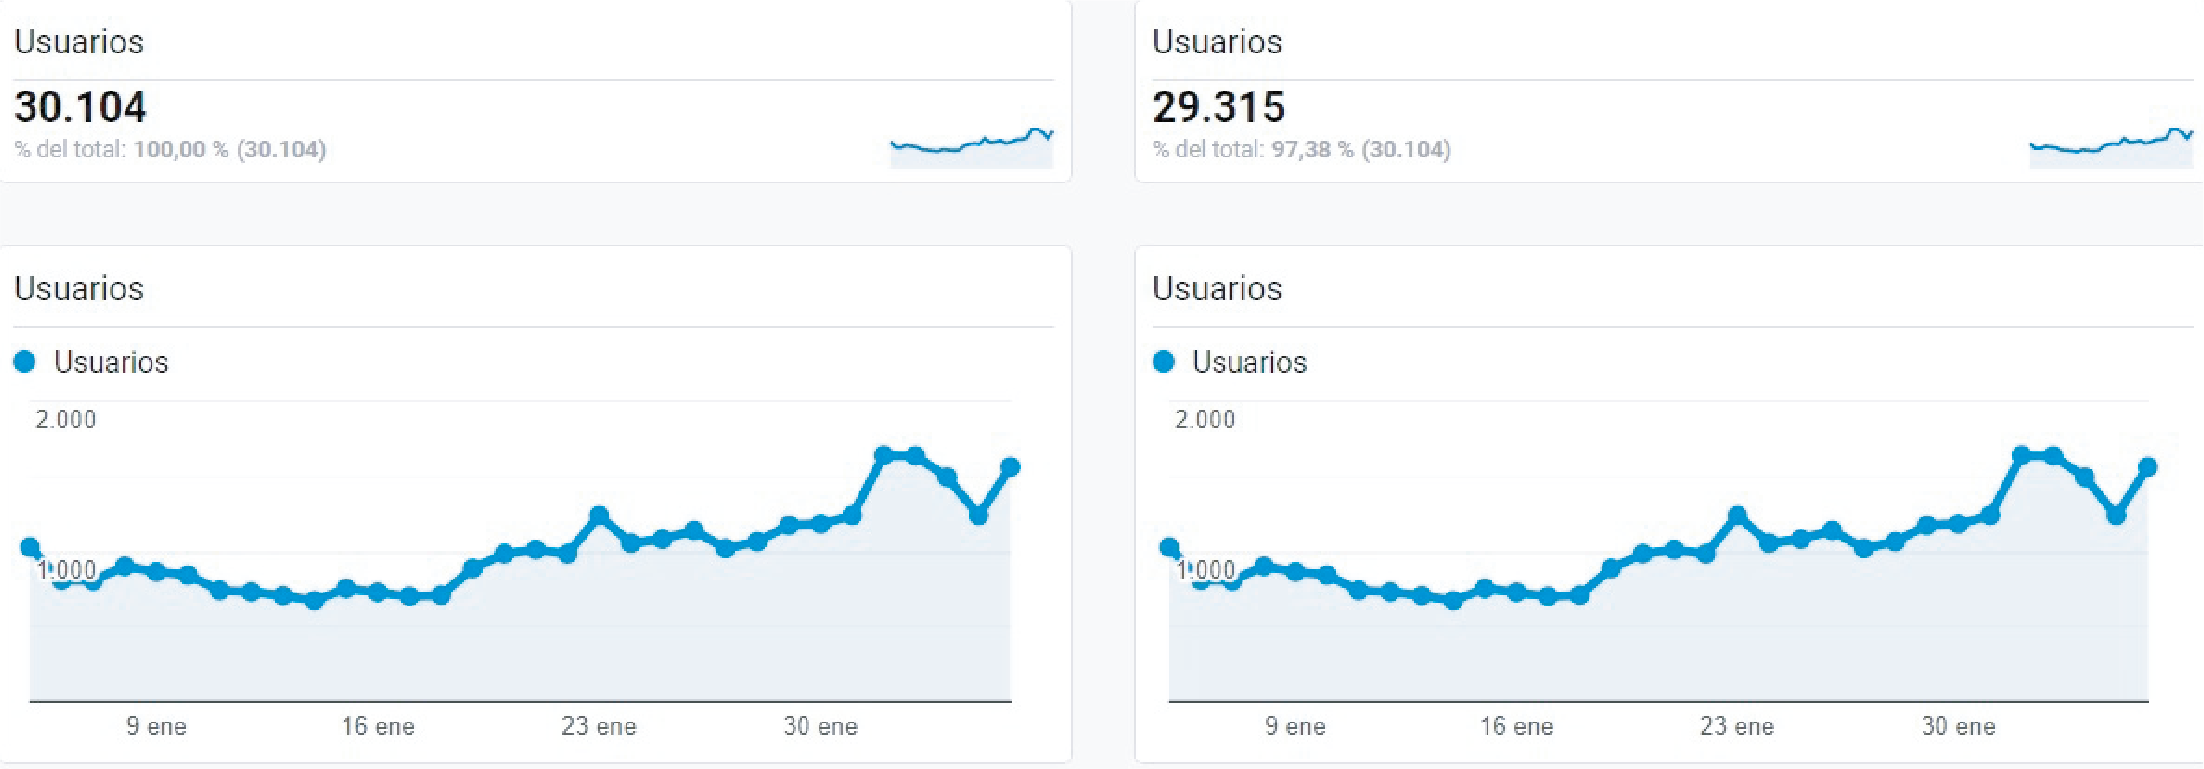 Usuarios
30.104
% del total: 100,00 % (30.104)
Usuarios
29.315
% del total: 97,38 % (30.104)
Usuarios
Usuarios
2.000
1.000
9 ene 16 ene 23 ene 30 ene
Usuarios
Usuarios
2.000
1.000
9 ene 16 ene 23 ene 30 ene